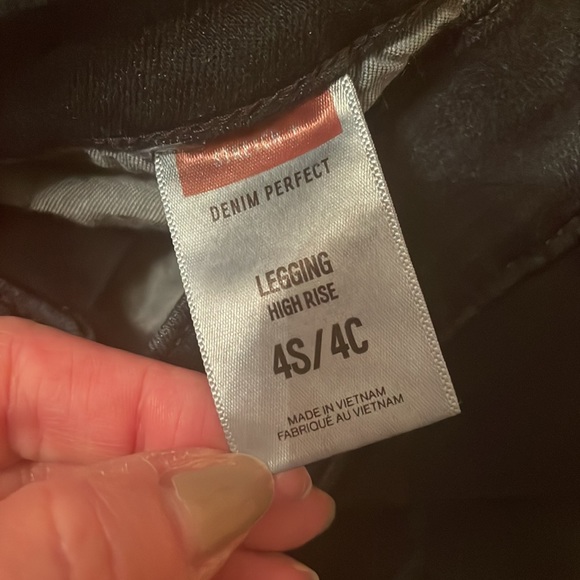 DENIM PERFECT
LEGGING
HIGH RISE
4S/4C
MADE IN VIETNAM
FABRIQUÉ AU VIETNAM